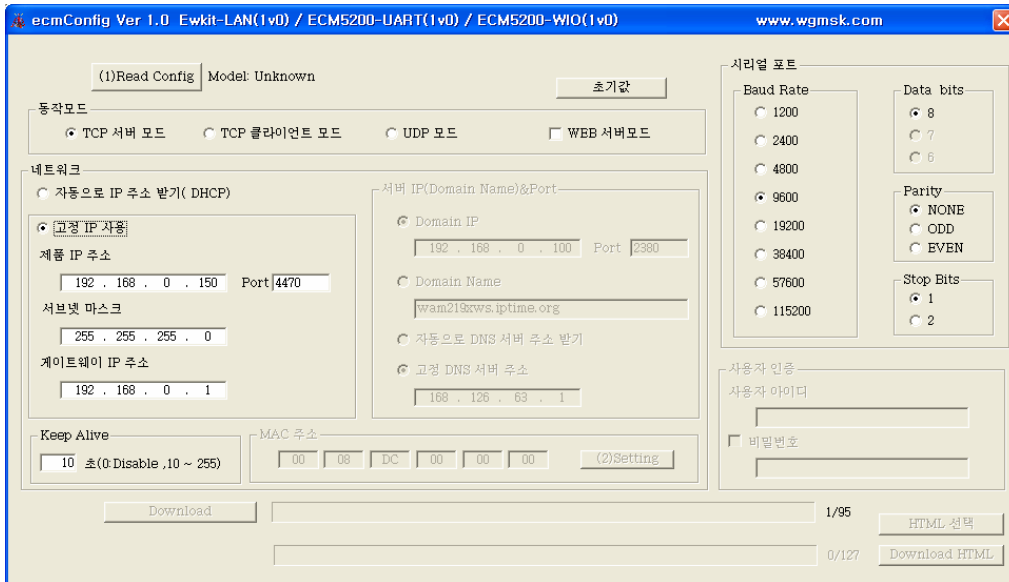 ecmConfig Ver 1.0 Ewkit-LAN(1v0) / ECM5200-UART(1v0) / ECM5200-WIO(1v0) www.wgmsk.com
(1)Read Config Model: Unknown
초기값
동작모드
TCP 서버 모드 TCP 클라이언트 모드 UDP 모드 WEB 서버모드
네트워크
자동으로 IP 주소 받기( DHCP)
고정 IP 사용
제품 IP 주소
192 . 168 . 0 . 150 Port 4470
서브넷 마스크
255 . 255 . 255 . 0
게이트웨이 IP 주소
192 . 168 . 0 . 1
서버 IP(Domain Name)&Port
Domain IP
192 . 168 . 0 . 100 Port 2380
Domain Name
wam219xws.iptime.org
자동으로 DNS 서버 주소 받기
고정 DNS 서버 주소
168 . 126 . 63 . 1
Keep Alive
10 초(0:Disable ,10 ~ 255)
MAC 주소
00 08 DC 00 00 00 (2)Setting
시리얼 포트
Baud Rate
1200
2400
4800
9600
19200
38400
57600
115200
Data bits
8
7
6
Parity
NONE
ODD
EVEN
Stop Bits
1
2
사용자 인증
사용자 아이디
비밀번호
Download 1/95
HTML 선택
0/127 Download HTML